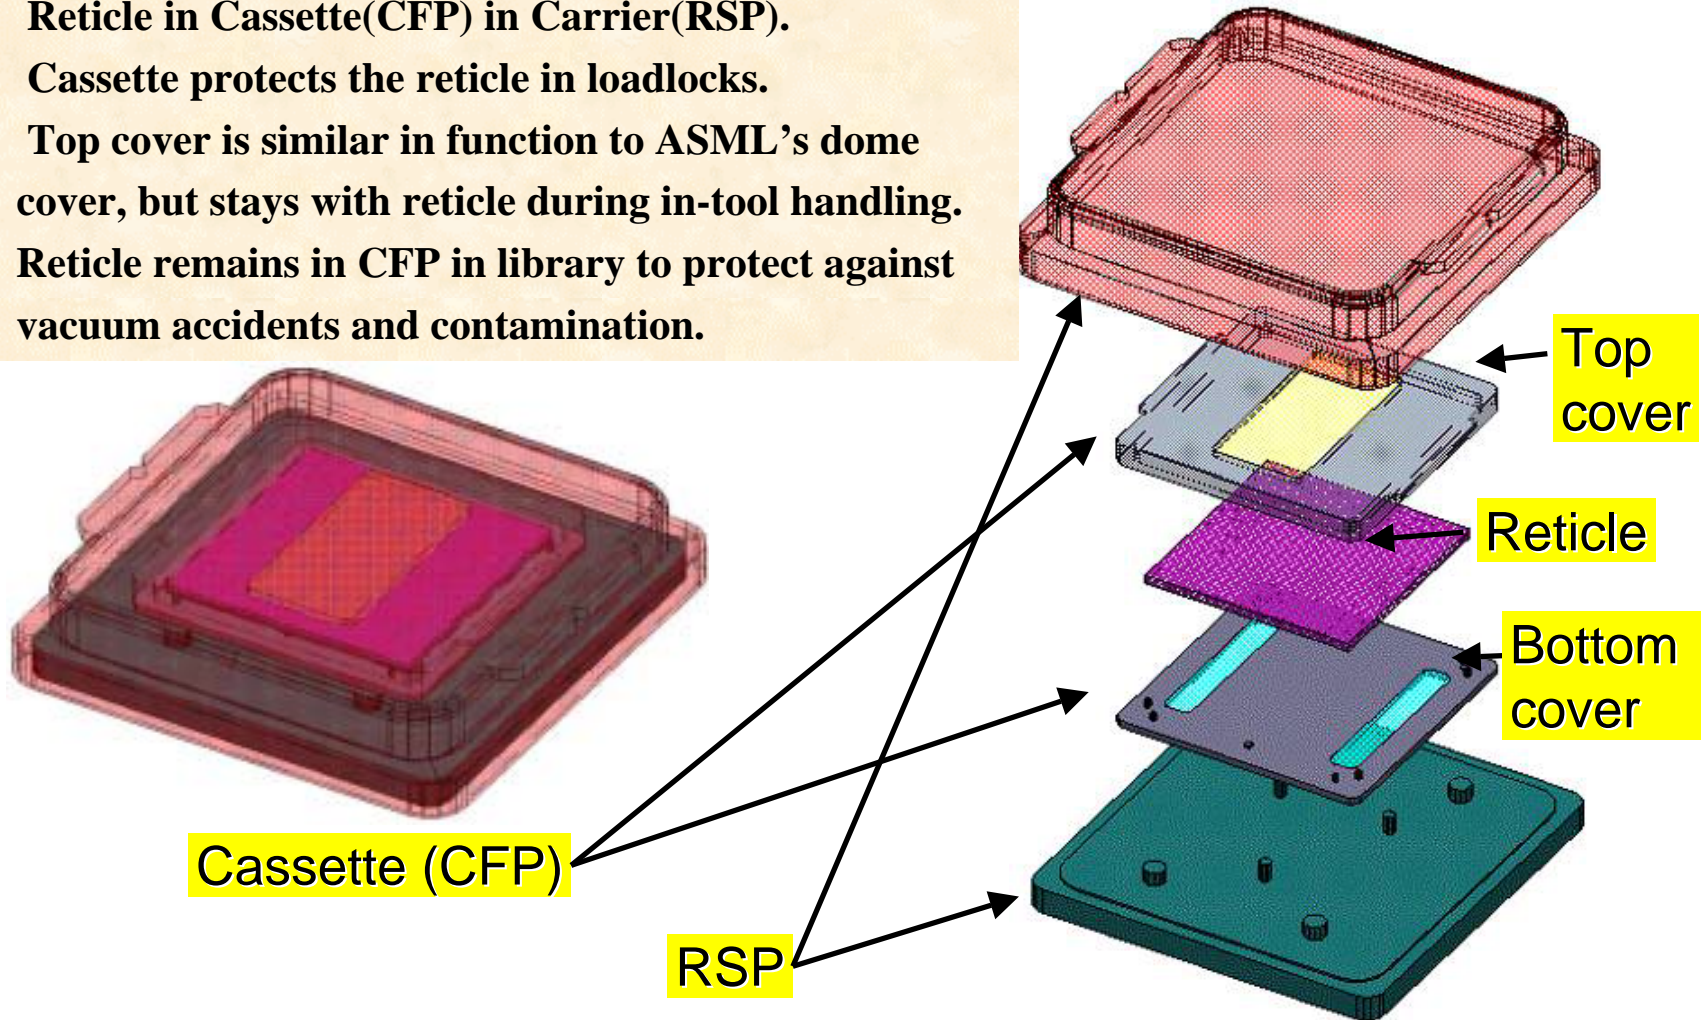 Reticle in Cassette(CFP) in Carrier(RSP).
Cassette protects the reticle in loadlocks.
Top cover is similar in function to ASML’s dome
cover, but stays with reticle during in-tool handling.
Reticle remains in CFP in library to protect against
vacuum accidents and contamination.
Top
cover
Reticle
Bottom
cover
Cassette (CFP)
RSP